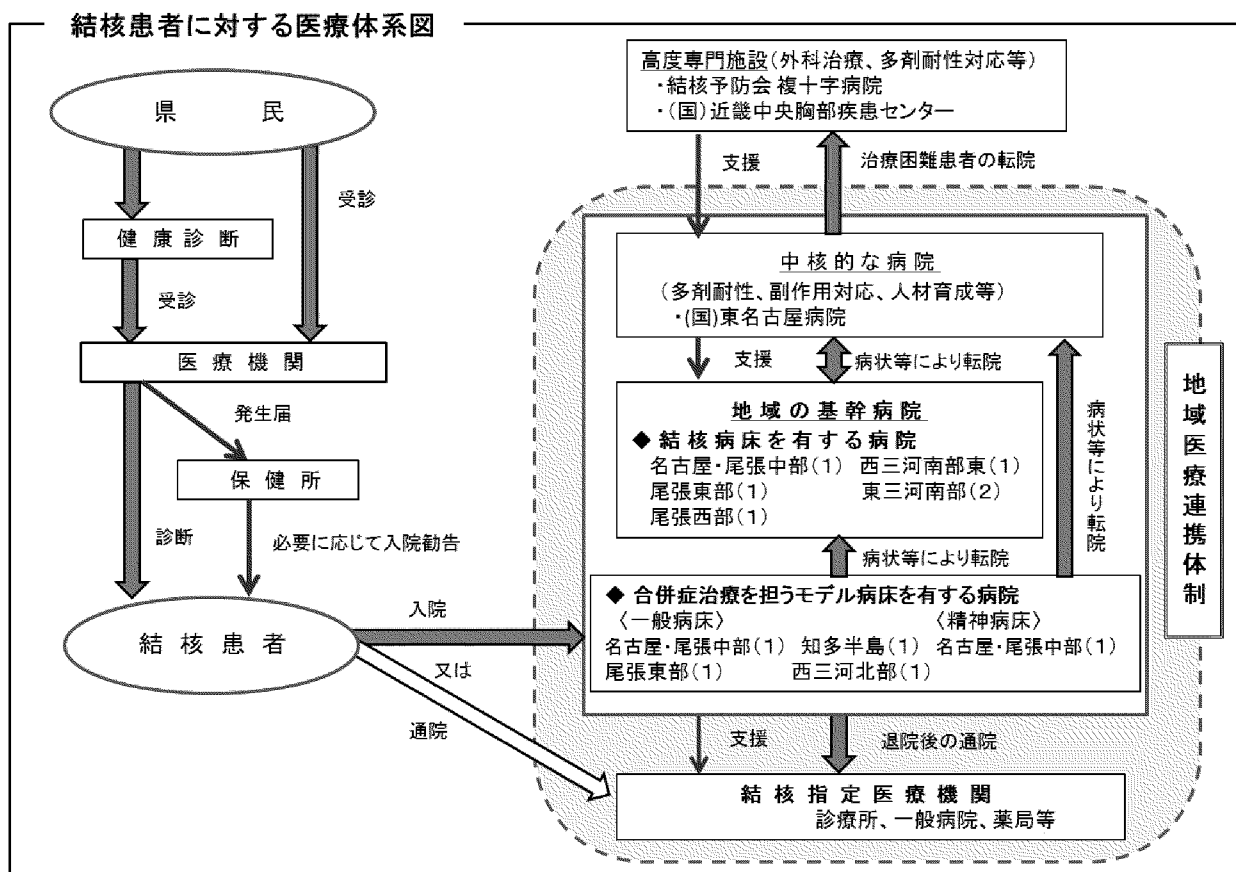 結核患者に対する医療体系図
県 民
受診
健康診断
受診
医療機関
発生届
保健所
診断
必要に応じて入院勧告
結核患者
入院
又は
通院
高度専門施設(外科治療、多剤耐性対応等)
・結核予防会 複十字病院
・(国)近畿中央胸部疾患センター
支援
治療困難患者の転院
中核的な病院
(多剤耐性、副作用対応、人材育成等)
・(国)東名古屋病院
支援
病状等により転院
地域の基幹病院
◆ 結核病床を有する病院
名古屋・尾張中部(1) 西三河南部東(1)
尾張東部(1) 東三河南部(2)
尾張西部(1)
病状等により転院
病状等により転院
◆ 合併症治療を担うモデル病床を有する病院
〈一般病床〉 〈精神病床〉
名古屋・尾張中部(1) 知多半島(1) 名古屋・尾張中部(1)
尾張東部(1) 西三河北部(1)
支援
退院後の通院
結核指定医療機関
診療所、一般病院、薬局等
地域医療連携体制